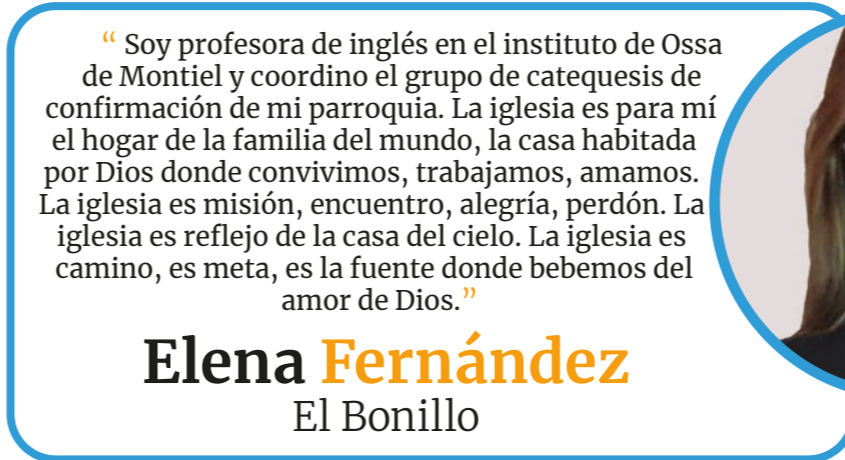 “ Soy profesora de inglés en el instituto de Ossa
de Montiel y coordino el grupo de catequesis de
confirmación de mi parroquia. La iglesia es para mí
el hogar de la familia del mundo, la casa habitada
por Dios donde convivimos, trabajamos, amamos.
La iglesia es misión, encuentro, alegría, perdón. La
iglesia es reflejo de la casa del cielo. La iglesia es
camino, es meta, es la fuente donde bebemos del
amor de Dios.”
Elena Fernández
El Bonillo